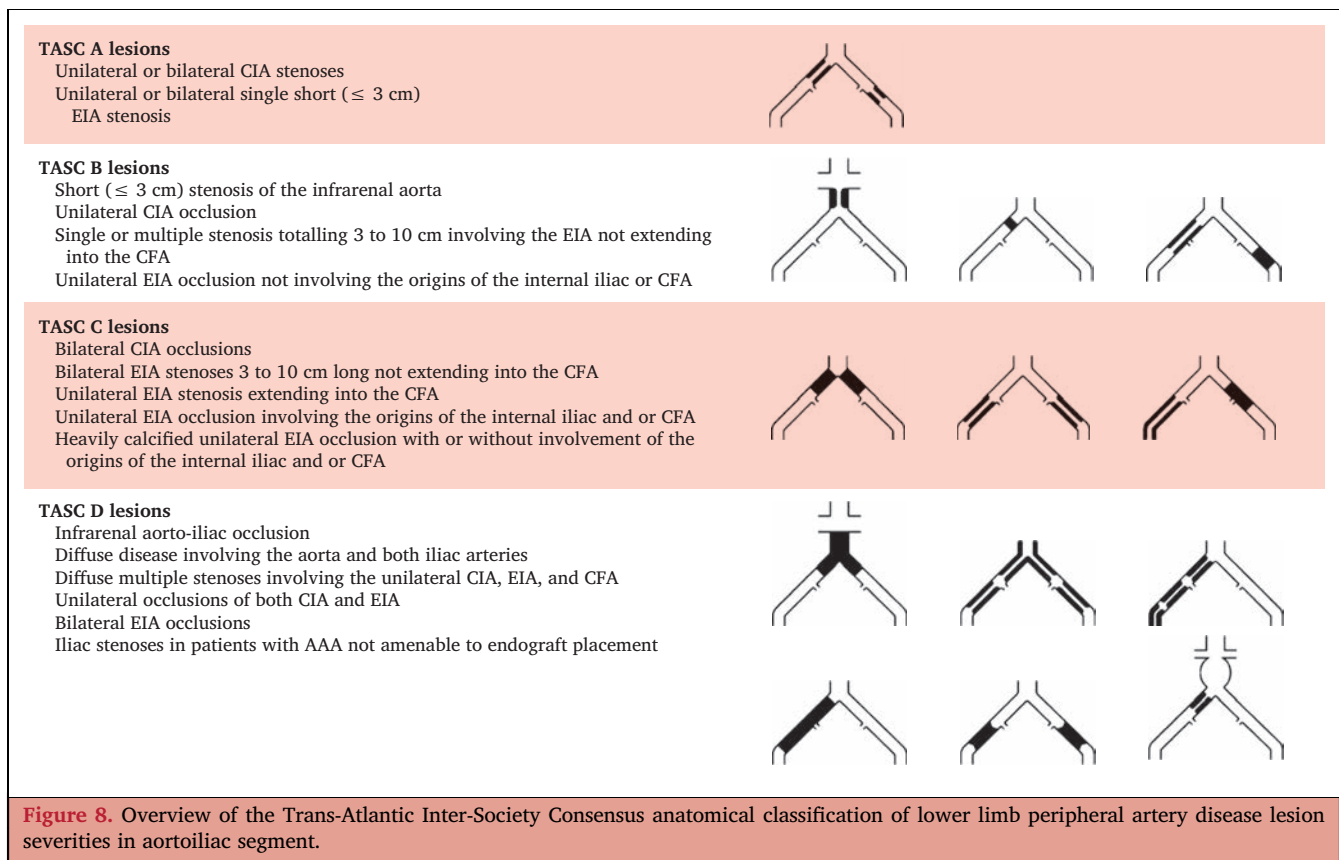 TASC A lesions
Unilateral or bilateral CIA stenoses
Unilateral or bilateral single short (≤ 3 cm)
EIA stenosis
TASC B lesions
Short (≤ 3 cm) stenosis of the infrarenal aorta
Unilateral CIA occlusion
Single or multiple stenosis totalling 3 to 10 cm involving the EIA not extending
into the CFA
Unilateral EIA occlusion not involving the origins of the internal iliac or CFA
TASC C lesions
Bilateral CIA occlusions
Bilateral EIA stenoses 3 to 10 cm long not extending into the CFA
Unilateral EIA stenosis extending into the CFA
Unilateral EIA occlusion involving the origins of the internal iliac and or CFA
Heavily calcified unilateral EIA occlusion with or without involvement of the
origins of the internal iliac and or CFA
TASC D lesions
Infrarenal aorto-iliac occlusion
Diffuse disease involving the aorta and both iliac arteries
Diffuse multiple stenoses involving the unilateral CIA, EIA, and CFA
Unilateral occlusions of both CIA and EIA
Bilateral EIA occlusions
Iliac stenoses in patients with AAA not amenable to endograft placement
Figure 8. Overview of the Trans-Atlantic Inter-Society Consensus anatomical classification of lower limb peripheral artery disease lesion
severities in aortoiliac segment.